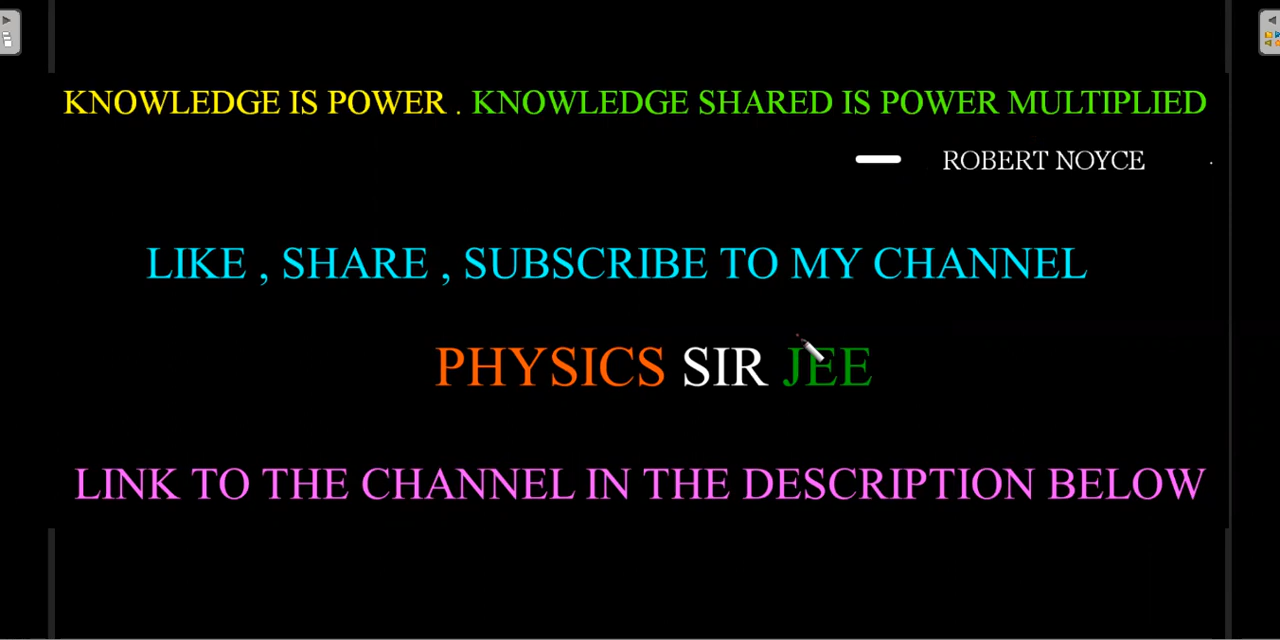 KNOWLEDGE IS POWER . KNOWLEDGE SHARED IS POWER MULTIPLIED
— ROBERT NOYCE .
LIKE , SHARE , SUBSCRIBE TO MY CHANNEL
PHYSICS SIR JEE
LINK TO THE CHANNEL IN THE DESCRIPTION BELOW